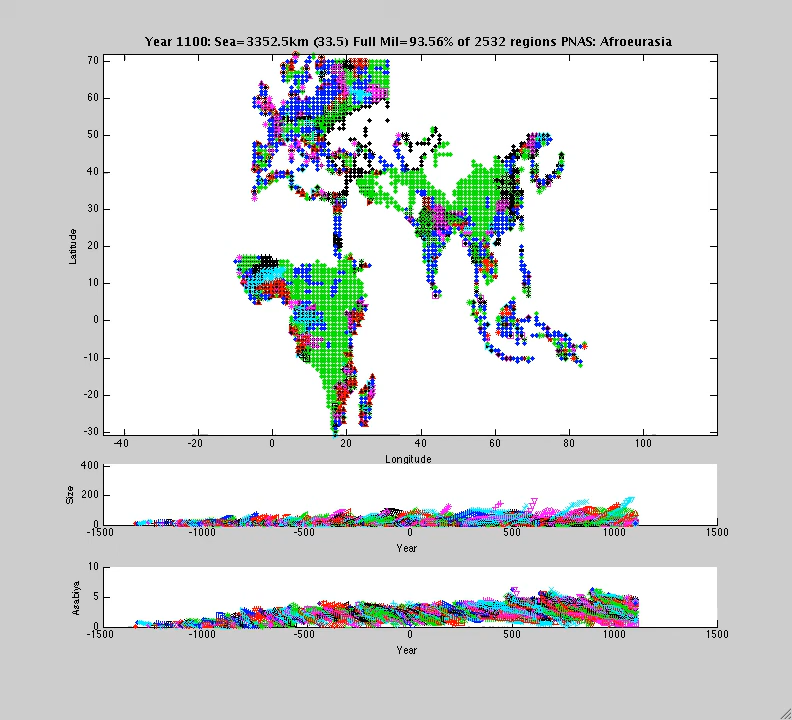 Year 1100: Sea=3352.5km (33.5) Full Mil=93.56% of 2532 regions PNAS: Afroeurasia
70
60
50
40
30
20
10
0
-10
-20
-30
Latitude
-40 -20 0 20 40 60 80 100
Longitude
400
200
0
Size
-1500 -1000 -500 0 500 1000 1500
Year
10
5
0
Asabiya
-1500 -1000 -500 0 500 1000 1500
Year